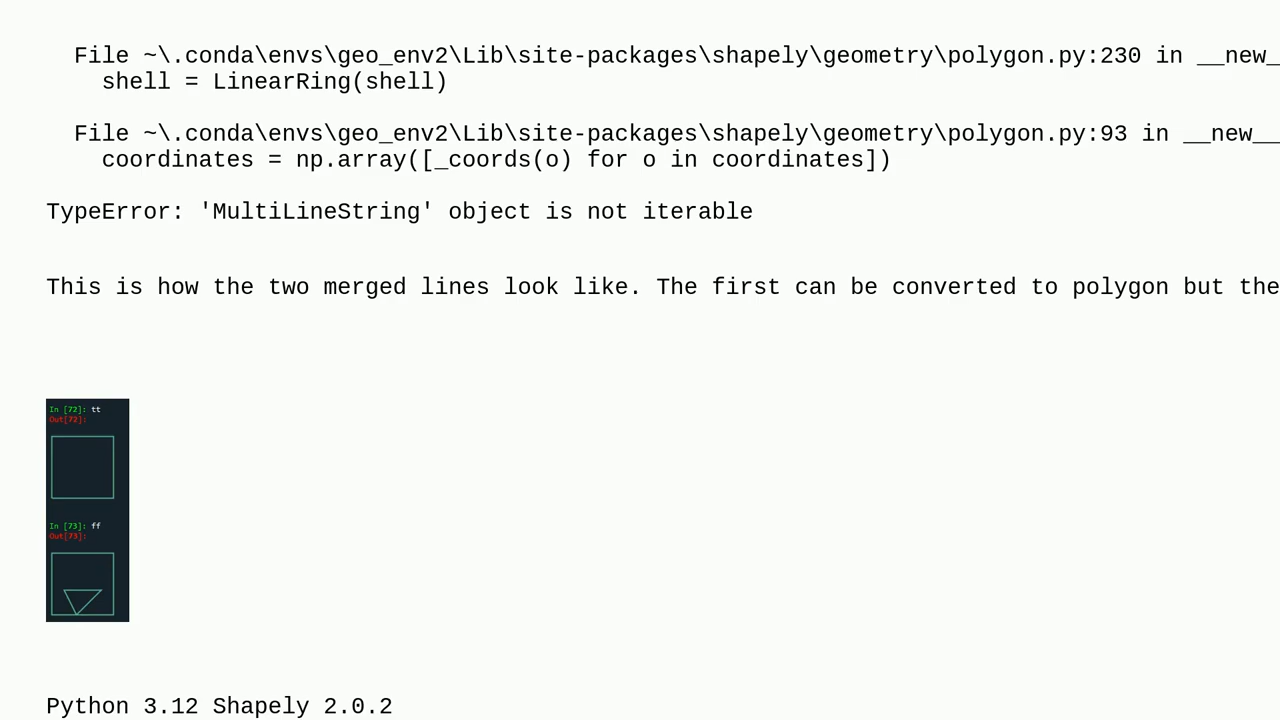 File ~\.conda\envs\geo_env2\Lib\site-packages\shapely\geometry\polygon.py:230 in __new_
shell = LinearRing(shell)
File ~\.conda\envs\geo_env2\Lib\site-packages\shapely\geometry\polygon.py:93 in __new__
coordinates = np.array([_coords(o) for o in coordinates])
TypeError: 'MultiLineString' object is not iterable
This is how the two merged lines look like. The first can be converted to polygon but the
In [72]: tt
Out[72]:
In [73]: ff
Out[73]:
Python 3.12 Shapely 2.0.2